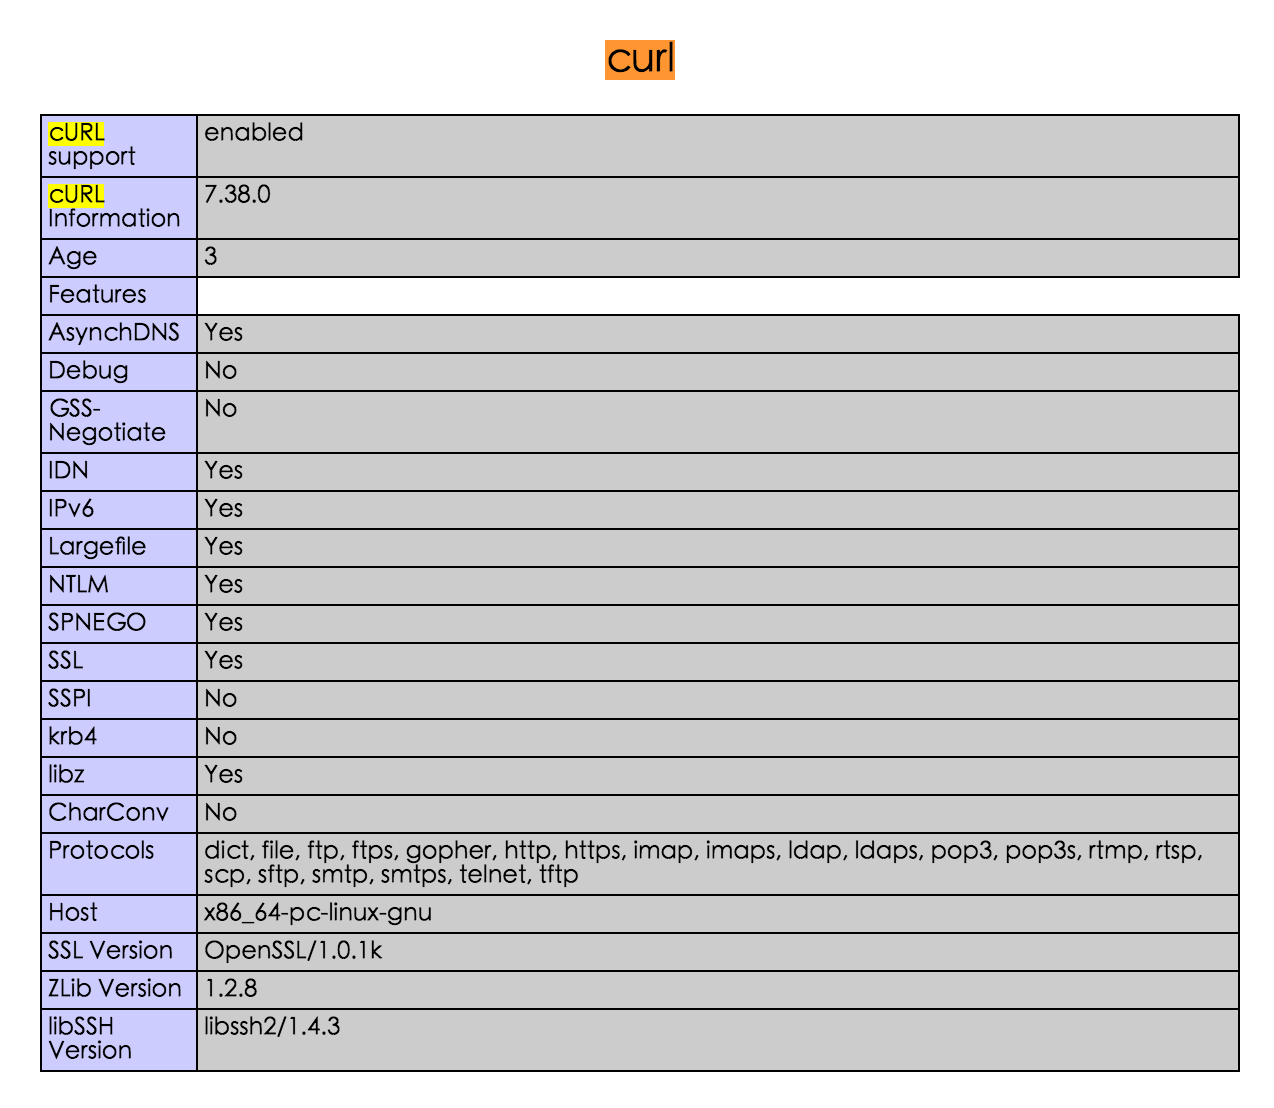 curl
cURL
support
enabled
cURL
Information
7.38.0
Age
3
Features
AsynchDNS
Yes
Debug
No
GSS-
Negotiate
No
IDN
Yes
IPv6
Yes
Largefile
Yes
NTLM
Yes
SPNEGO
Yes
SSL
Yes
SSPI
No
krb4
No
libz
Yes
CharConv
No
Protocols
dict, file, ftp, ftps, gopher, http, https, imap, imaps, ldap, ldaps, pop3, pop3s, rtmp, rtsp,
scp, sftp, smtp, smtps, telnet, tftp
Host
x86_64-pc-linux-gnu
SSL Version
OpenSSL/1.0.1k
ZLib Version
1.2.8
libSSH
Version
libssh2/1.4.3